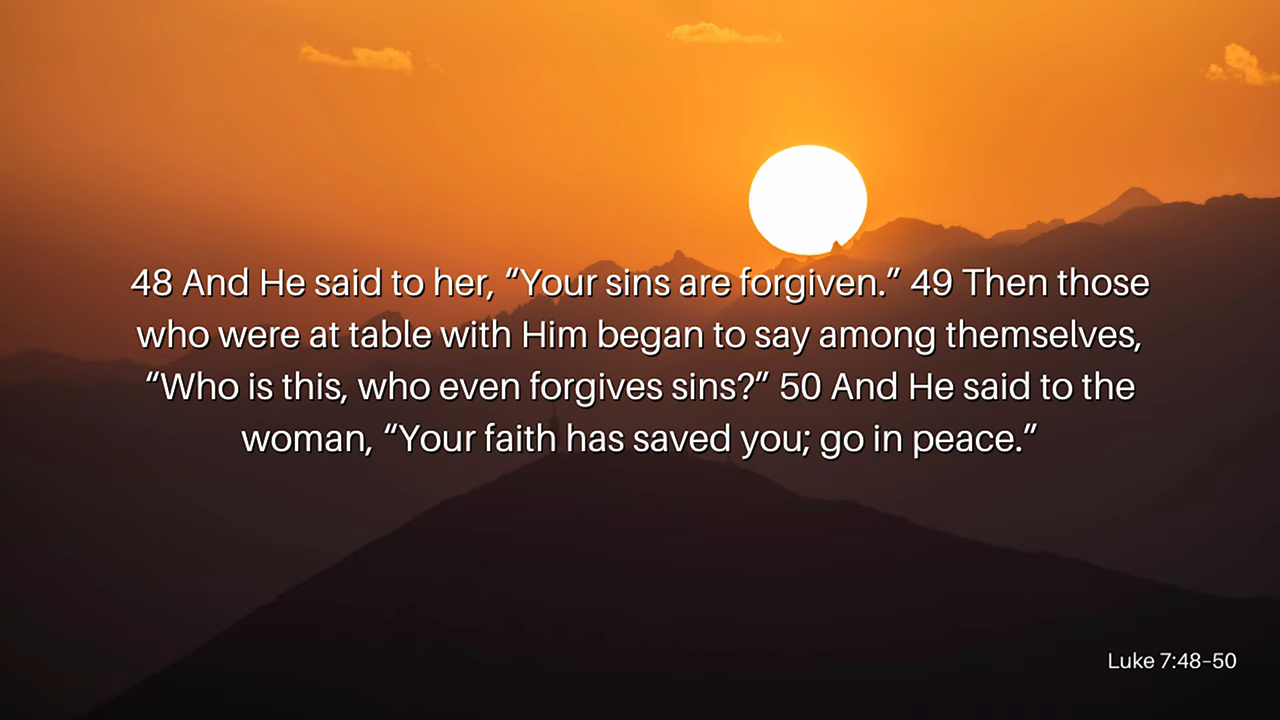 48 And He said to her, “Your sins are forgiven.” 49 Then those
who were at table with Him began to say among themselves,
“Who is this, who even forgives sins?” 50 And He said to the
woman, “Your faith has saved you; go in peace.”
Luke 7:48–50